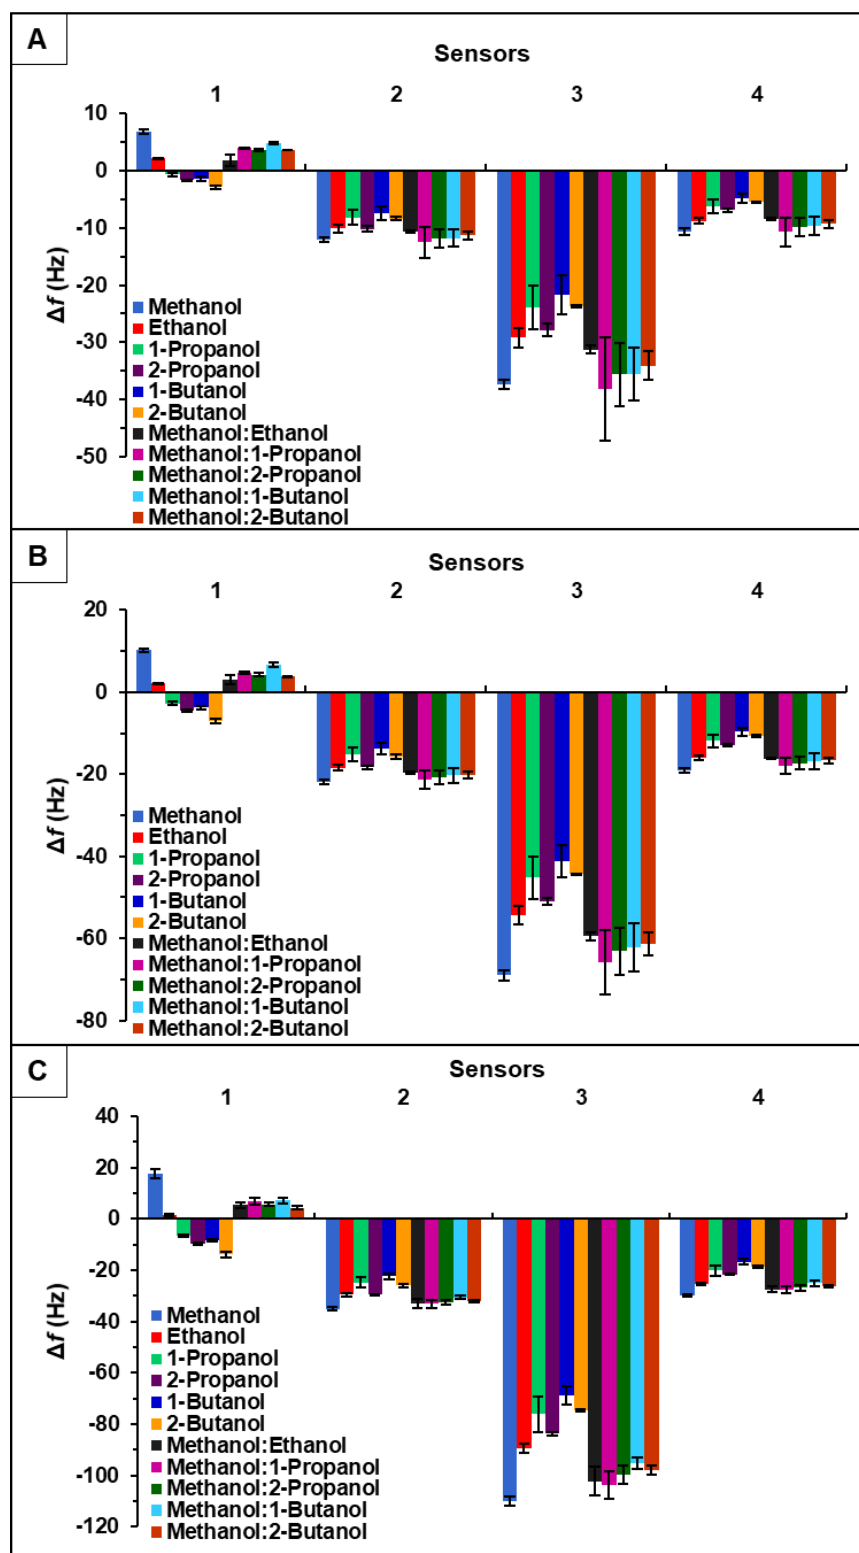 A
Sensors
1 2 3 4
10
0
-10
-20
-30
-40
-50
Δf (Hz)
Methanol
Ethanol
1-Propanol
2-Propanol
1-Butanol
2-Butanol
Methanol:Ethanol
Methanol:1-Propanol
Methanol:2-Propanol
Methanol:1-Butanol
Methanol:2-Butanol
B
Sensors
1 2 3 4
20
0
-20
-40
-60
-80
Δf (Hz)
Methanol
Ethanol
1-Propanol
2-Propanol
1-Butanol
2-Butanol
Methanol:Ethanol
Methanol:1-Propanol
Methanol:2-Propanol
Methanol:1-Butanol
Methanol:2-Butanol
C
Sensors
1 2 3 4
40
20
0
-20
-40
-60
-80
-100
-120
Δf (Hz)
Methanol
Ethanol
1-Propanol
2-Propanol
1-Butanol
2-Butanol
Methanol:Ethanol
Methanol:1-Propanol
Methanol:2-Propanol
Methanol:1-Butanol
Methanol:2-Butanol